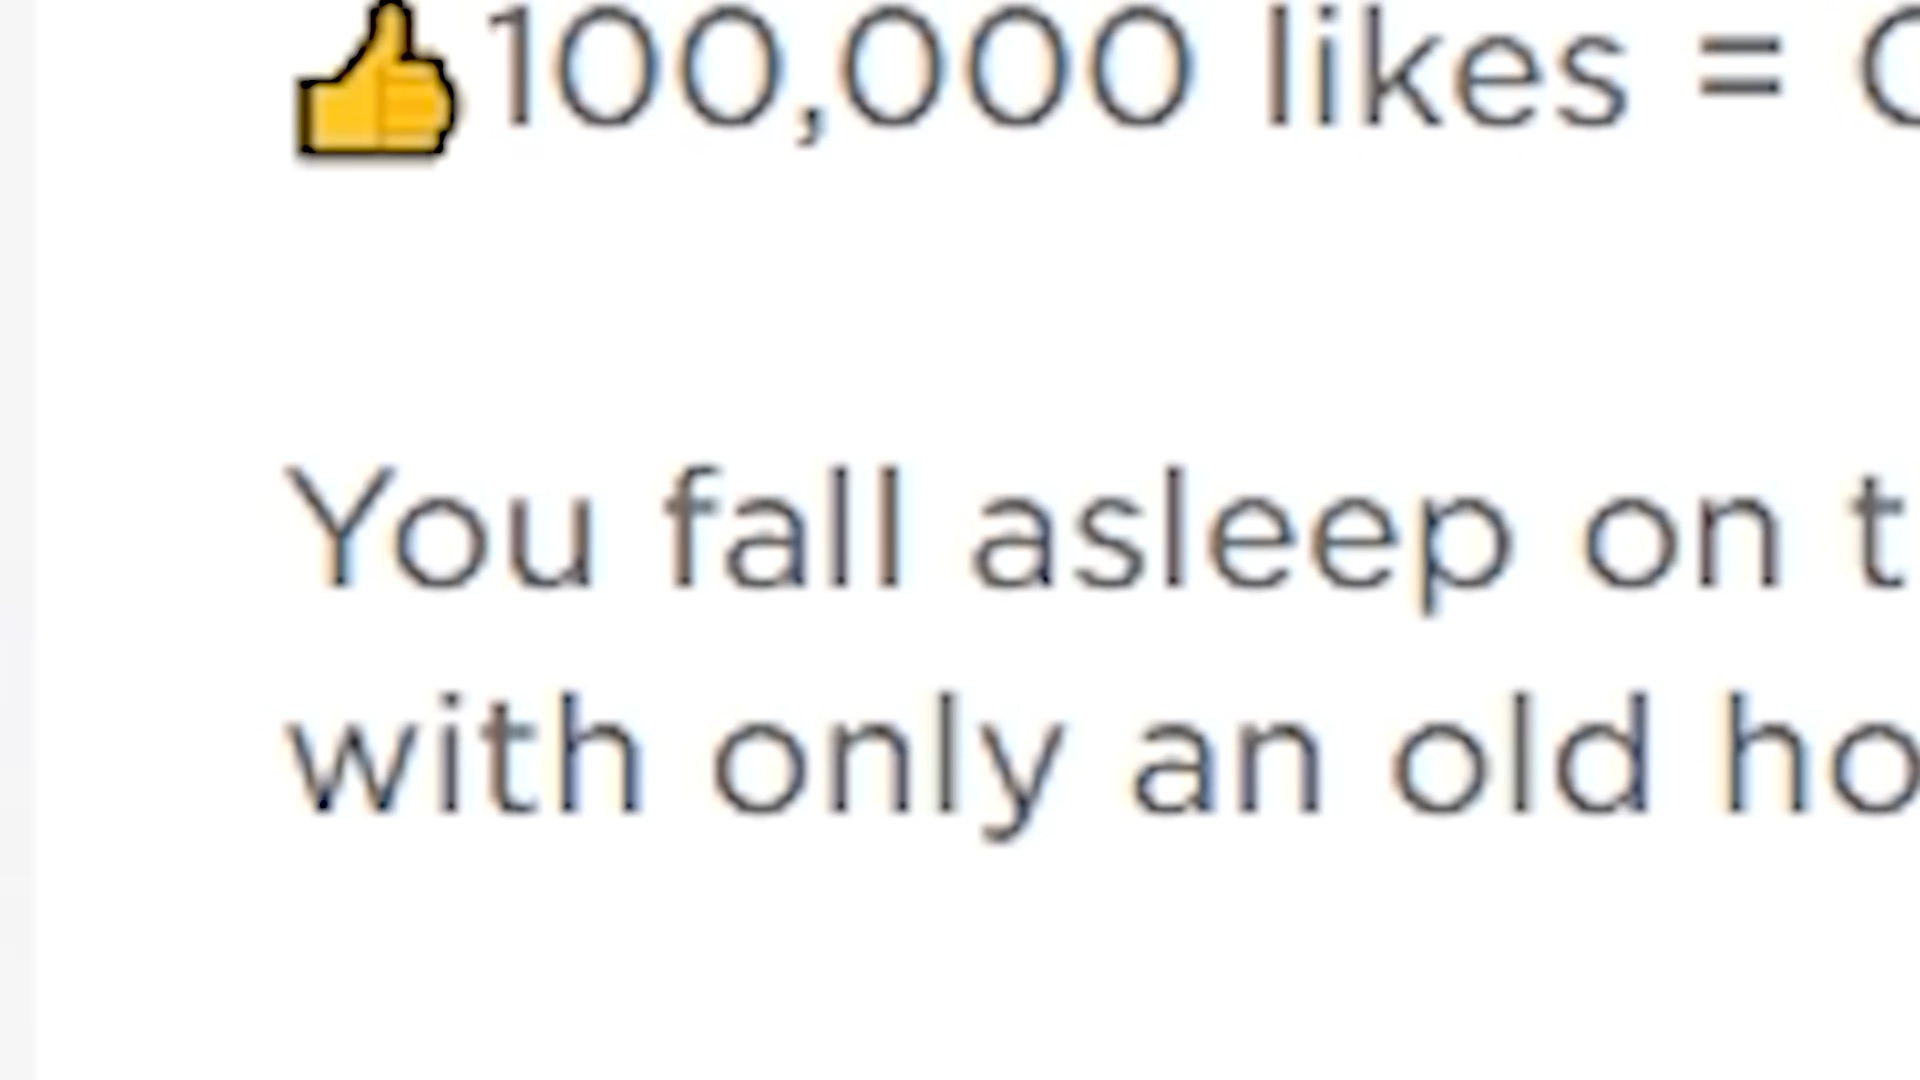 👍100,000 likes =
You fall asleep on
with only an old